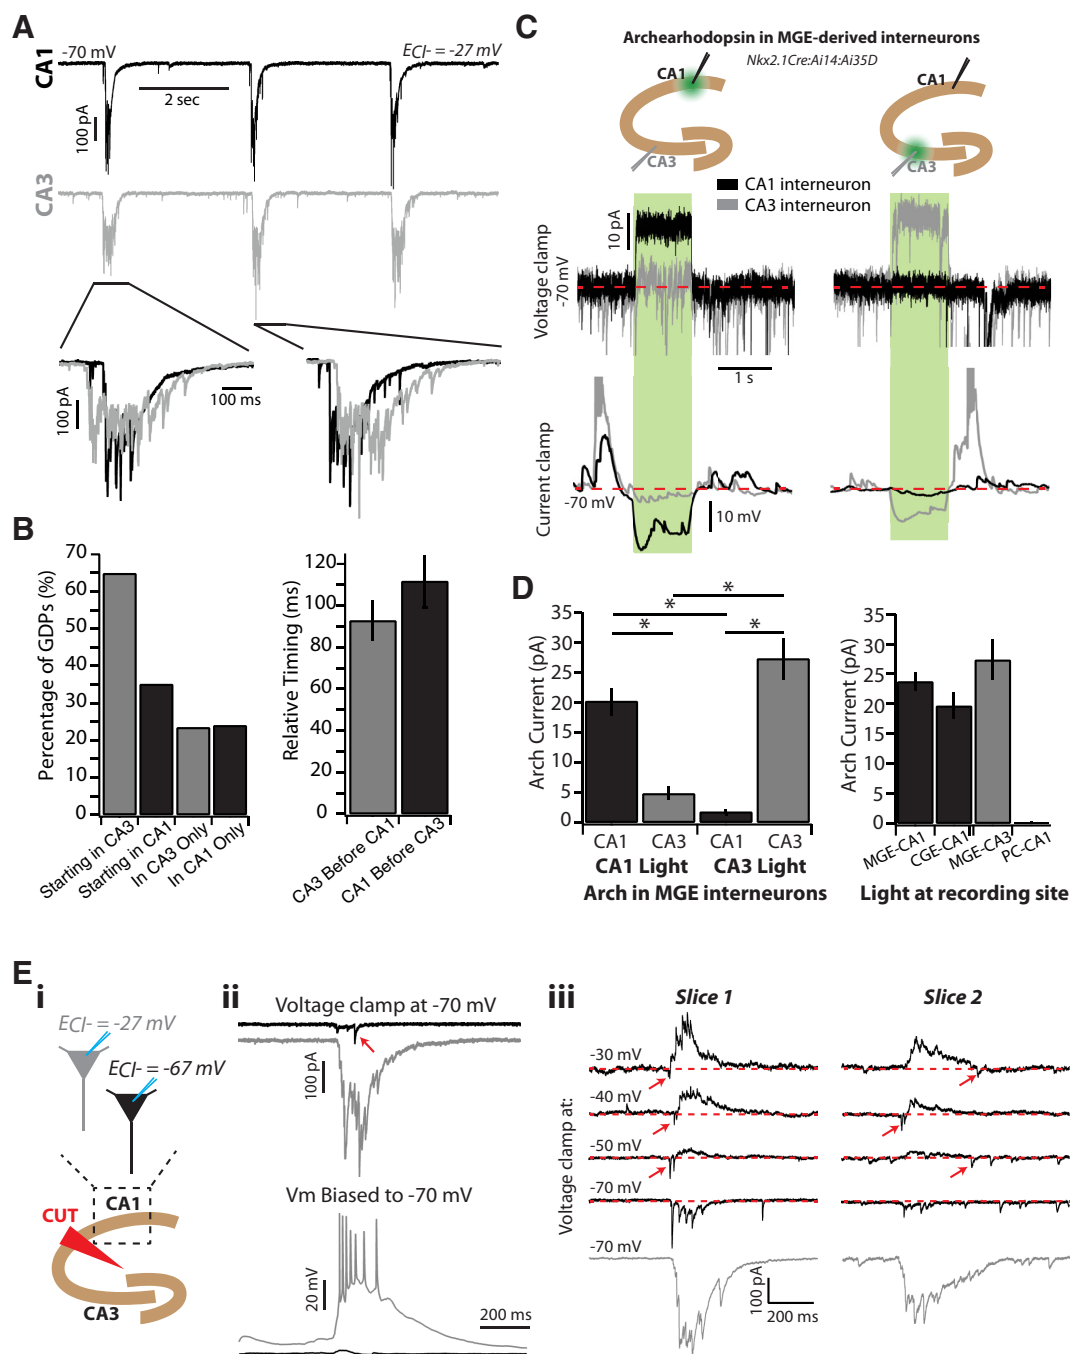 A
CA1
-70 mV
ECl- = -27 mV
2 sec
100 pA
CA3
100 pA
100 ms
B
Percentage of GDPs (%)
70
60
50
40
30
20
10
0
Starting in CA3
Starting in CA1
In CA3 Only
In CA1 Only
Relative Timing (ms)
120
100
80
60
40
20
0
CA3 Before CA1
CA1 Before CA3
C
Archearhodopsin in MGE-derived interneurons
Nkx2.1Cre:Ai14:Ai35D
CA1
CA3
CA1
CA3
CA1 interneuron
CA3 interneuron
Voltage clamp
10 pA
-70 mV
1 s
Current clamp
-70 mV
10 mV
D
Arch Current (pA)
35
30
25
20
15
10
5
0
* * * *
CA1 CA3 CA1 CA3
CA1 Light CA3 Light
Arch in MGE interneurons
Arch Current (pA)
35
30
25
20
15
10
5
0
MGE-CA1
CGE-CA1
MGE-CA3
PC-CA1
Light at recording site
E
i
ECl- = -27 mV
ECl- = -67 mV
CA1
CUT
CA3
ii
Voltage clamp at -70 mV
100 pA
Vm Biased to -70 mV
20 mV
200 ms
iii
Slice 1 Slice 2
Voltage clamp at:
-30 mV
-40 mV
-50 mV
-70 mV
-70 mV
100 pA
200 ms